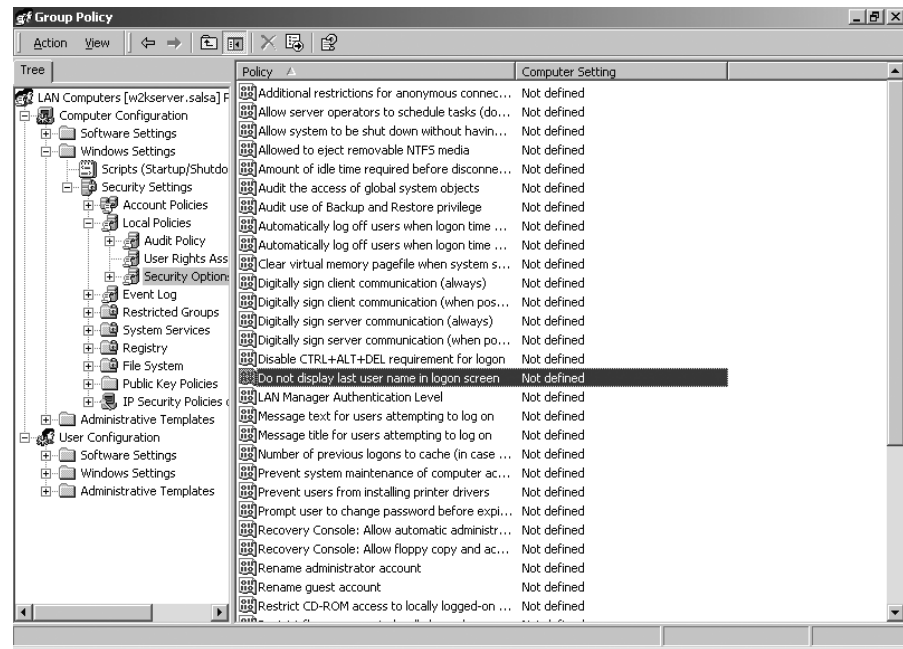 Group Policy
Action View
Tree
LAN Computers [w2kserver.salsa] P
Computer Configuration
Software Settings
Windows Settings
Scripts (Startup/Shutdo
Security Settings
Account Policies
Local Policies
Audit Policy
User Rights Ass
Security Option
Event Log
Restricted Groups
System Services
Registry
File System
Public Key Policies
IP Security Policies
Administrative Templates
User Configuration
Software Settings
Windows Settings
Administrative Templates
Policy Computer Setting
Additional restrictions for anonymous connec... Not defined
Allow server operators to schedule tasks (do... Not defined
Allow system to be shut down without havin... Not defined
Allowed to eject removable NTFS media Not defined
Amount of idle time required before disconne... Not defined
Audit the access of global system objects Not defined
Audit use of Backup and Restore privilege Not defined
Automatically log off users when logon time ... Not defined
Automatically log off users when logon time ... Not defined
Clear virtual memory pagefile when system s... Not defined
Digitally sign client communication (always) Not defined
Digitally sign client communication (when pos... Not defined
Digitally sign server communication (always) Not defined
Digitally sign server communication (when po... Not defined
Disable CTRL+ALT+DEL requirement for logon Not defined
Do not display last user name in logon screen Not defined
LAN Manager Authentication Level Not defined
Message text for users attempting to log on Not defined
Message title for users attempting to log on Not defined
Number of previous logons to cache (in case ... Not defined
Prevent system maintenance of computer ac... Not defined
Prevent users from installing printer drivers Not defined
Prompt user to change password before expi... Not defined
Recovery Console: Allow automatic administr... Not defined
Recovery Console: Allow floppy copy and ac... Not defined
Rename administrator account Not defined
Rename guest account Not defined
Restrict CD-ROM access to locally logged-on ... Not defined